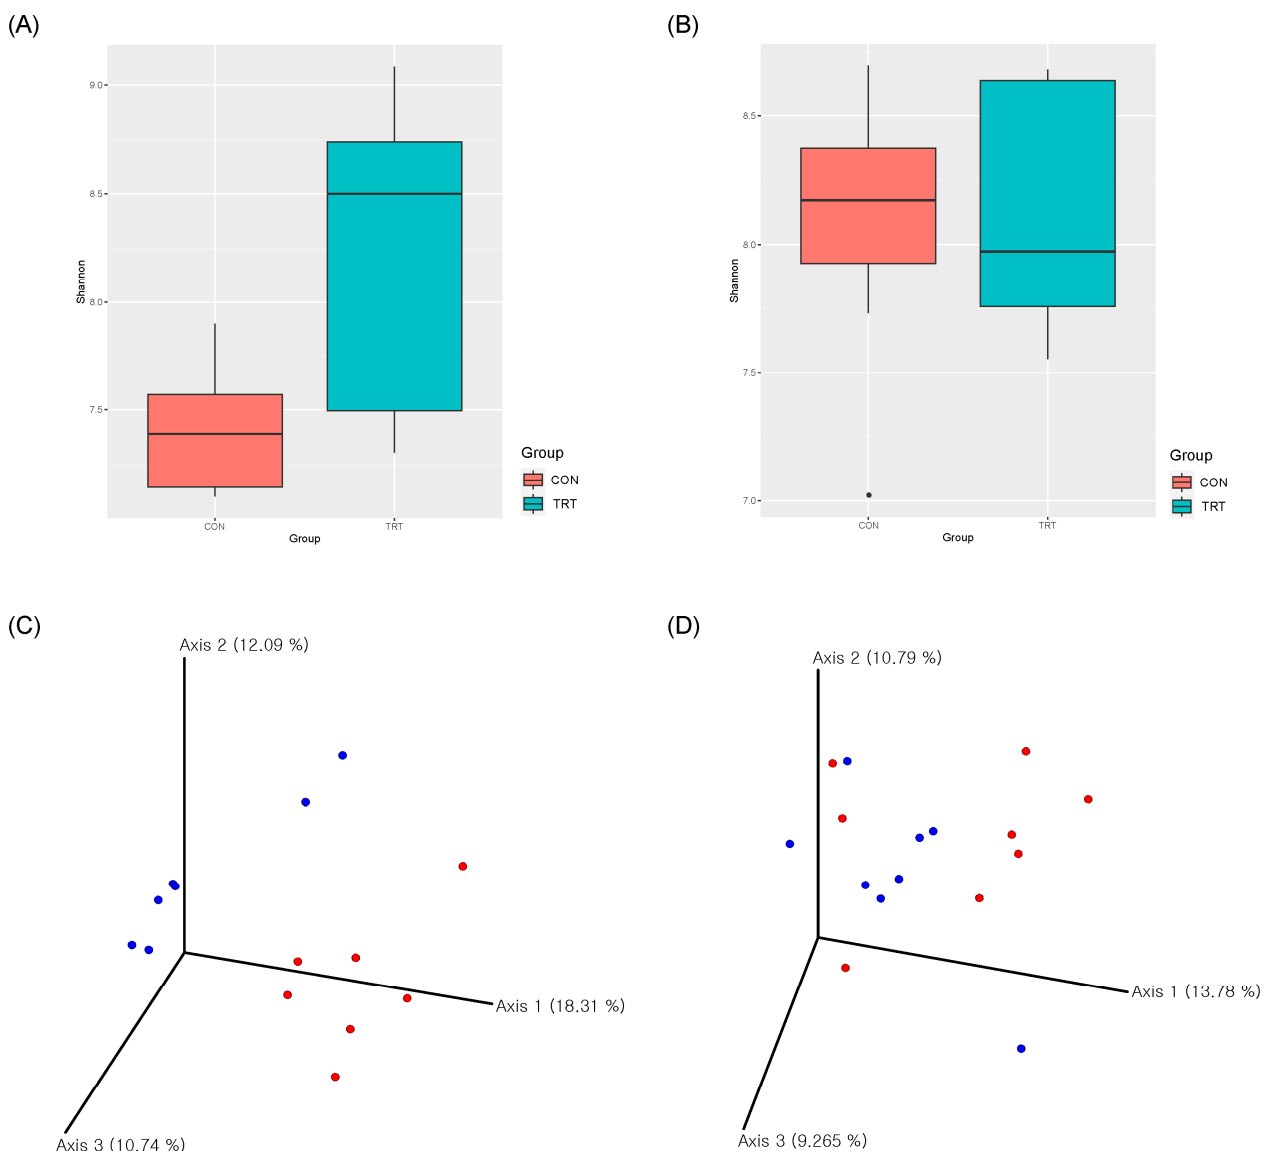 (A)
9.0
8.5
8.0
7.5
Shannon
CON
TRT
Group
Group
CON
TRT
(B)
8.5
8.0
7.5
7.0
Shannon
CON
TRT
Group
Group
CON
TRT
(C)
Axis 2 (12.09 %)
Axis 1 (18.31 %)
Axis 3 (10.74 %)
(D)
Axis 2 (10.79 %)
Axis 1 (13.78 %)
Axis 3 (9.265 %)